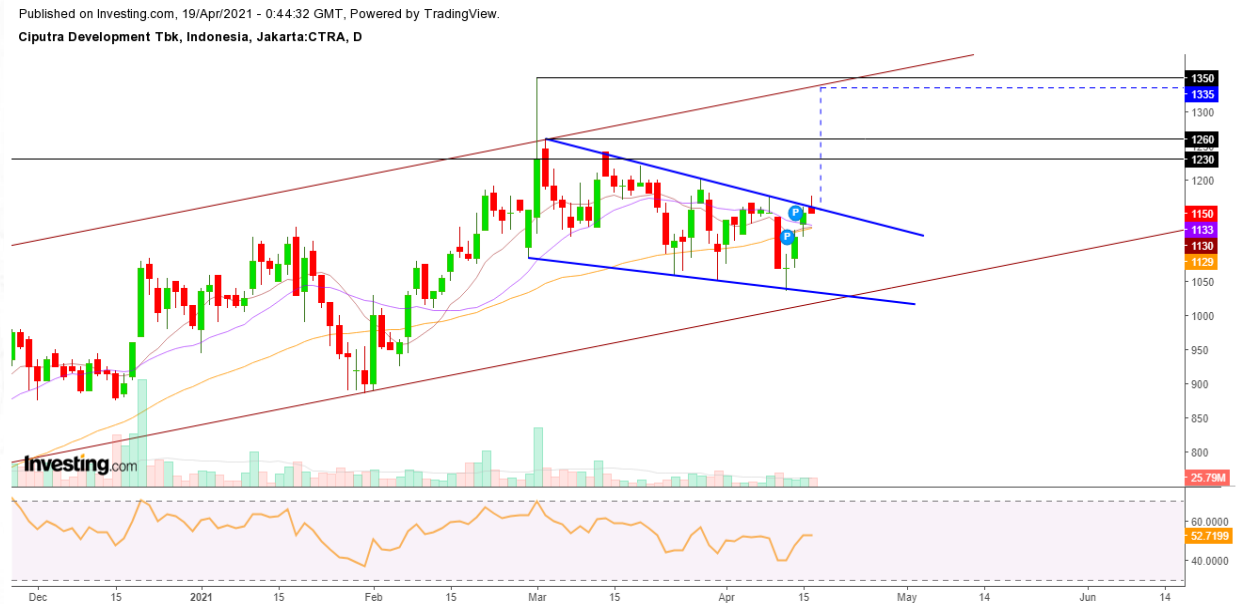 Published on Investing.com, 19/Apr/2021 - 0:44:32 GMT, Powered by TradingView.
Ciputra Development Tbk, Indonesia, Jakarta:CTRA, D
1350
1335
1300
1260
1230
1200
1150
1133
1130
1129
1050
1000
950
900
850
800
P
P
Investing.com
25.79M
60.0000
52.7199
40.0000
Dec 15 2021 15 Feb Mar 15 Apr 15 May 14 Jun 14